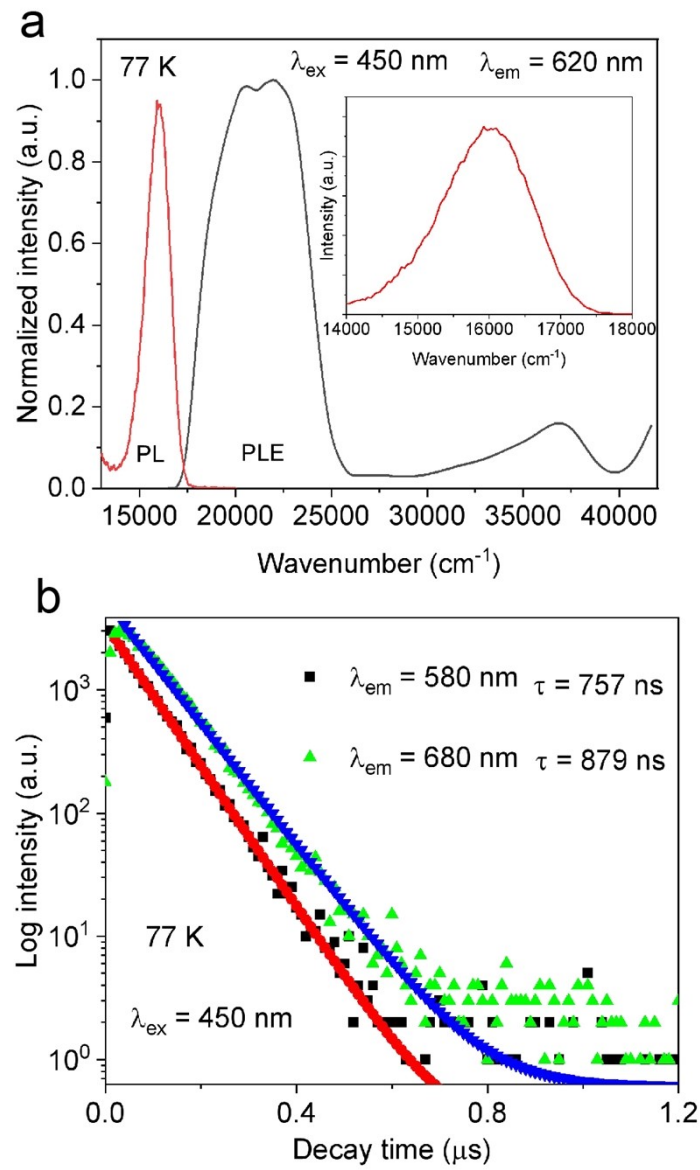 a
77 K
λex = 450 nm
λem = 620 nm
Normalized intensity (a.u.)
1.0
0.8
0.6
0.4
0.2
0.0
Intensity (a.u.)
14000 15000 16000 17000 18000
Wavenumber (cm⁻¹)
PL
PLE
15000 20000 25000 30000 35000 40000
Wavenumber (cm⁻¹)
b
Log intensity (a.u.)
10³
10²
10¹
10⁰
λem = 580 nm τ = 757 ns
λem = 680 nm τ = 879 ns
77 K
λex = 450 nm
0.0 0.4 0.8 1.2
Decay time (μs)